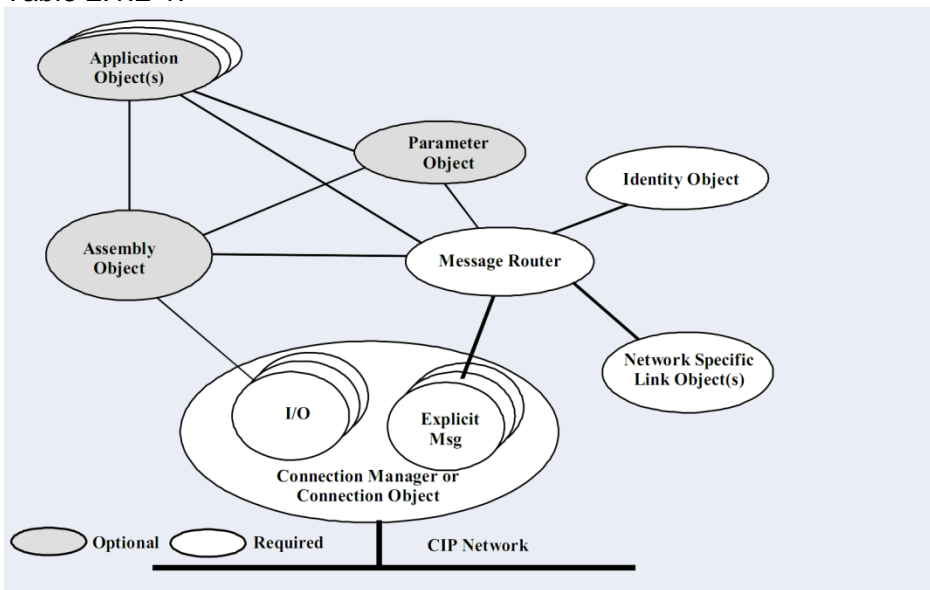 Application
Object(s)
Parameter
Object
Identity Object
Assembly
Object
Message Router
Network Specific
Link Object(s)
I/O
Explicit
Msg
Connection Manager or
Connection Object
Optional
Required
CIP Network